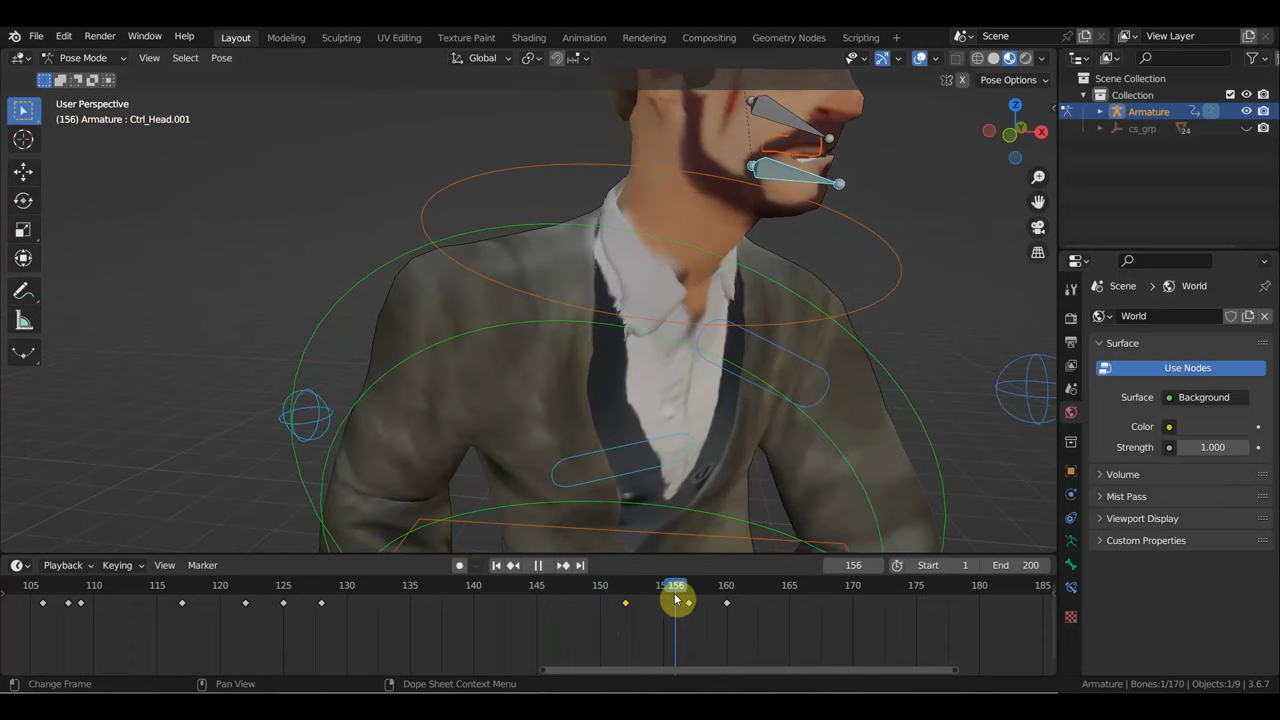 File Edit Render Window Help Layout Modeling Sculpting UV Editing Texture Paint Shading Animation Rendering Compositing Geometry Nodes Scripting + Scene View Layer
Pose Mode View Select Pose Global
X Pose Options
User Perspective
(156) Armature : Ctrl_Head.001
Z
Y
X
Scene Collection
Collection
Armature
cs_grp 24
Scene > World
World
Surface
Use Nodes
Surface Background
Color
Strength 1.000
Volume
Mist Pass
Viewport Display
Custom Properties
Playback Keying View Marker 156 Start 1 End 200
105 110 115 120 125 130 135 140 145 150 156 160 165 170 175 180 185
Change Frame Pan View Dope Sheet Context Menu Armature | Bones:1/170 | Objects:1/9 | 3.6.7